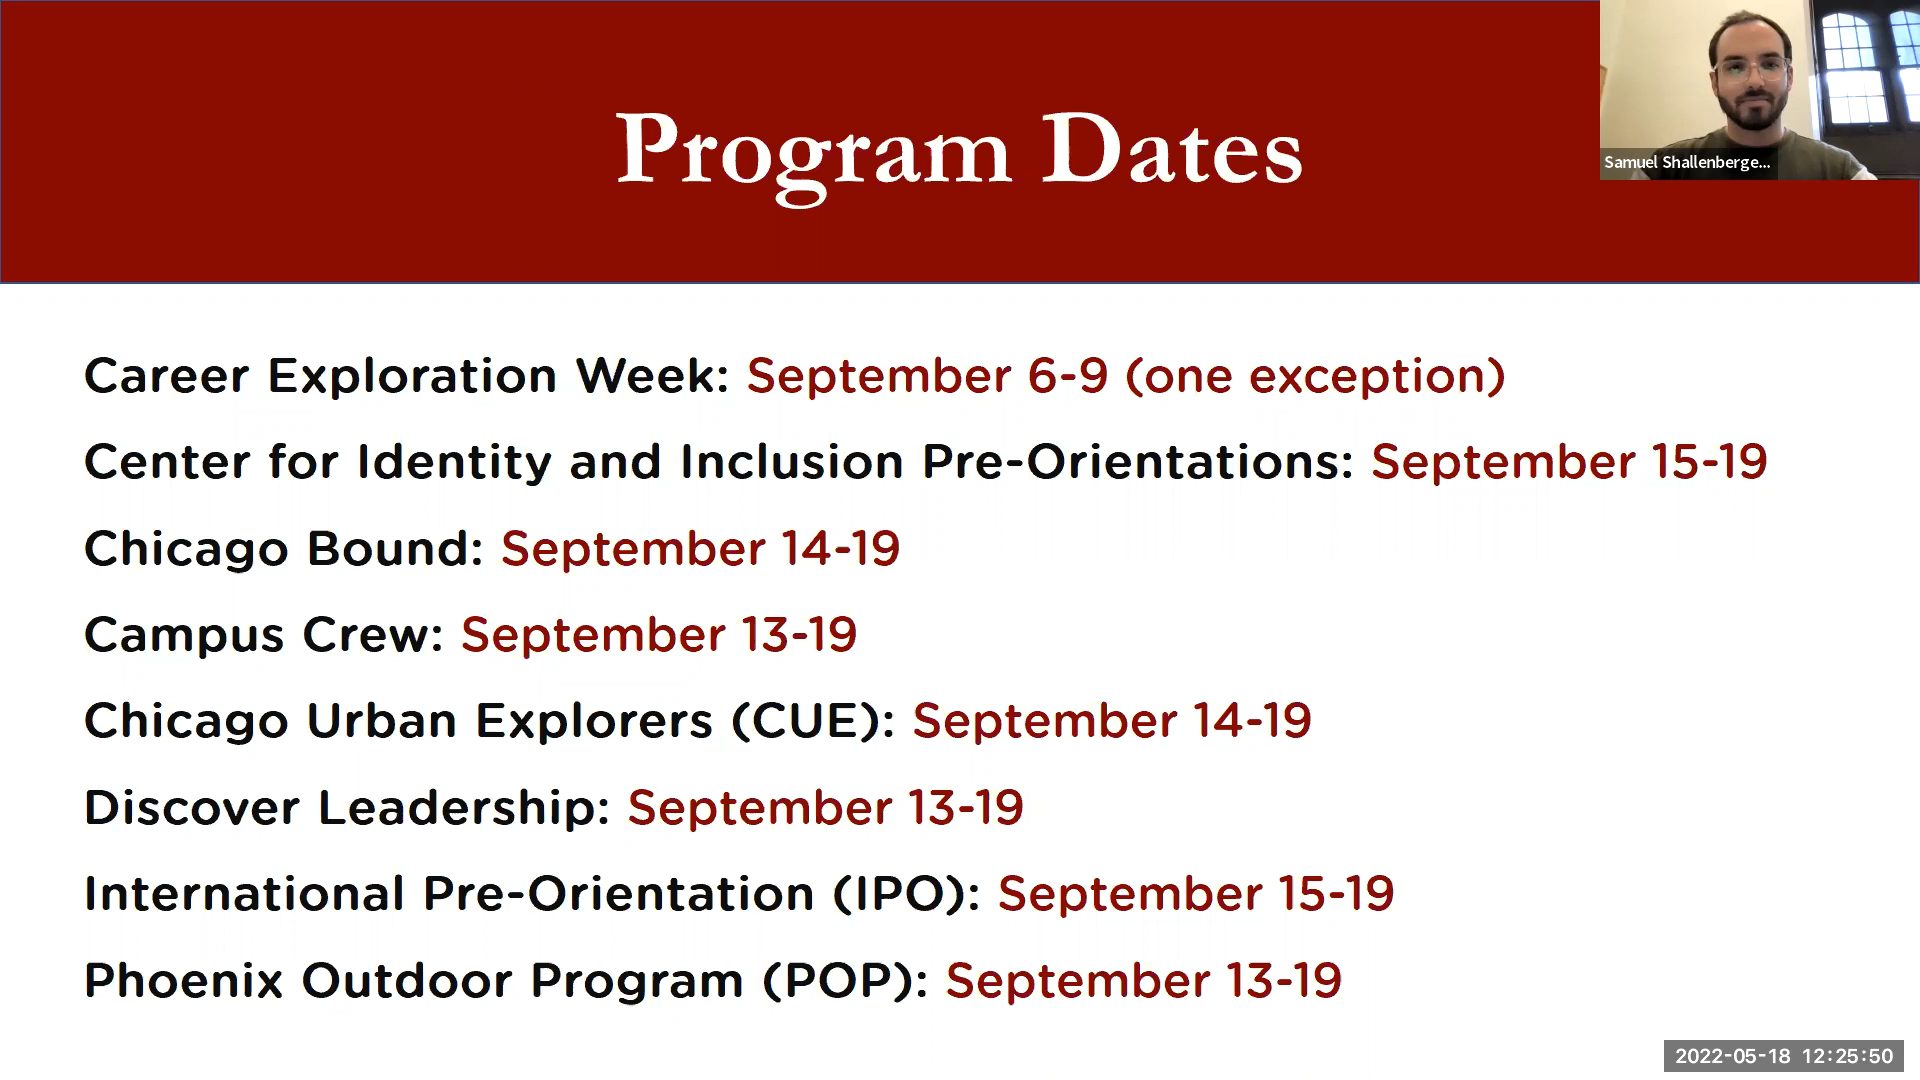 Program Dates
Samuel Shallenberge...
Career Exploration Week: September 6-9 (one exception)
Center for Identity and Inclusion Pre-Orientations: September 15-19
Chicago Bound: September 14-19
Campus Crew: September 13-19
Chicago Urban Explorers (CUE): September 14-19
Discover Leadership: September 13-19
International Pre-Orientation (IPO): September 15-19
Phoenix Outdoor Program (POP): September 13-19
2022-05-18 12:25:50